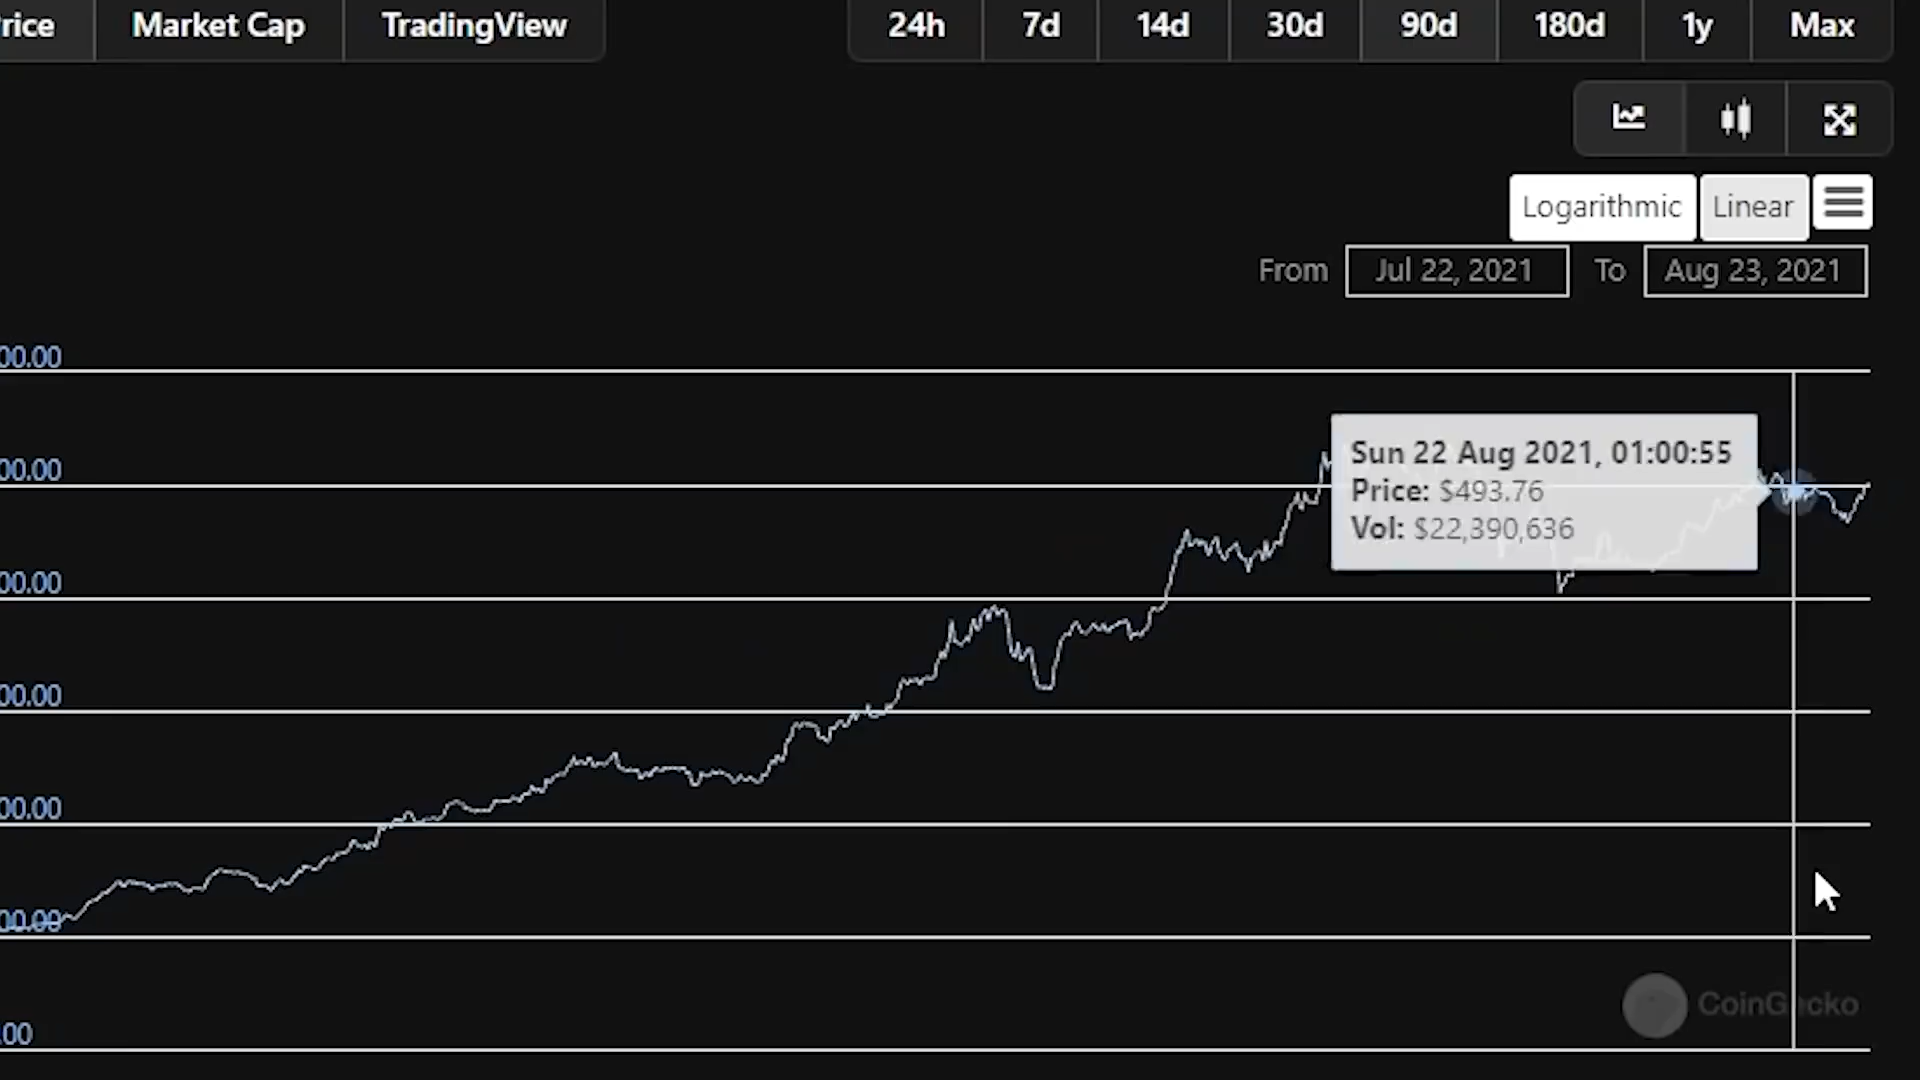 rice Market Cap TradingView 24h 7d 14d 30d 90d 180d 1y Max
Logarithmic Linear
From Jul 22, 2021 To Aug 23, 2021
00.00
00.00
Sun 22 Aug 2021, 01:00:55
Price: $493.76
Vol: $22,390,636
00.00
00.00
00.00
00.00
CoinGecko
.00